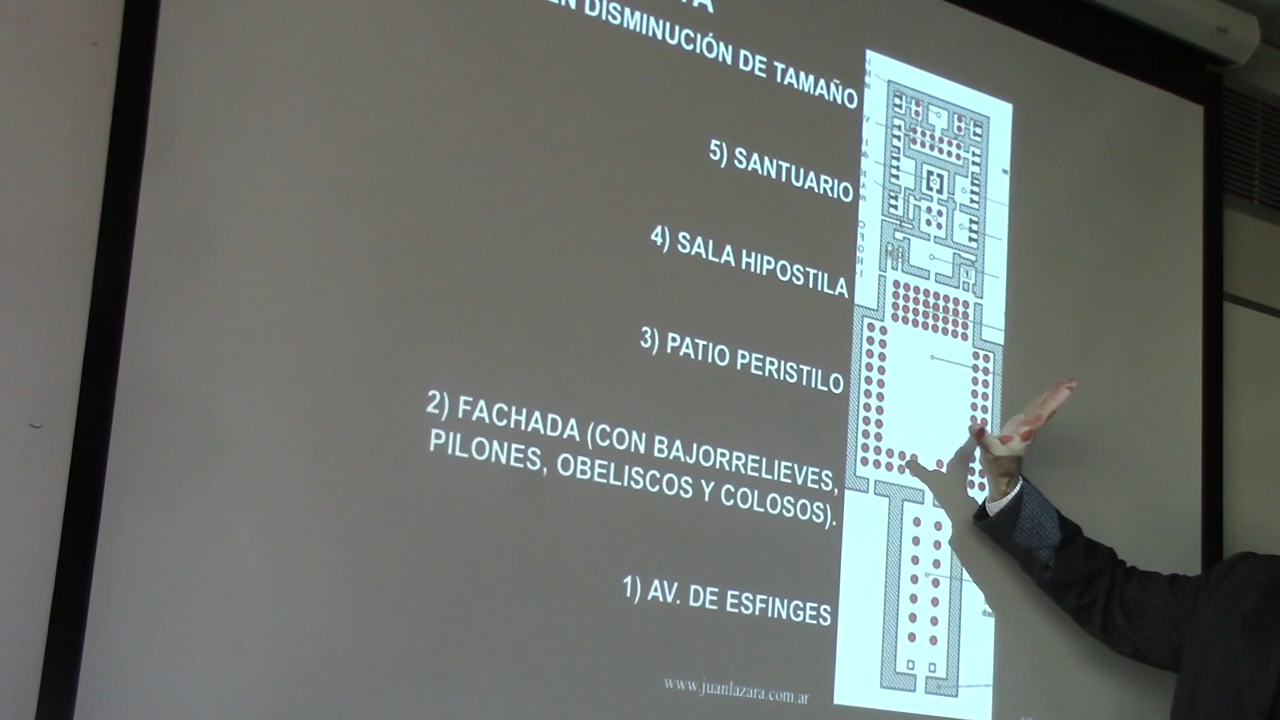 EN DISMINUCIÓN DE TAMAÑO
5) SANTUARIO
4) SALA HIPOSTILA
3) PATIO PERISTILO
2) FACHADA (CON BAJORRELIEVES,
PILONES, OBELISCOS Y COLOSOS).
1) AV. DE ESFINGES
www.juanlazara.com.ar